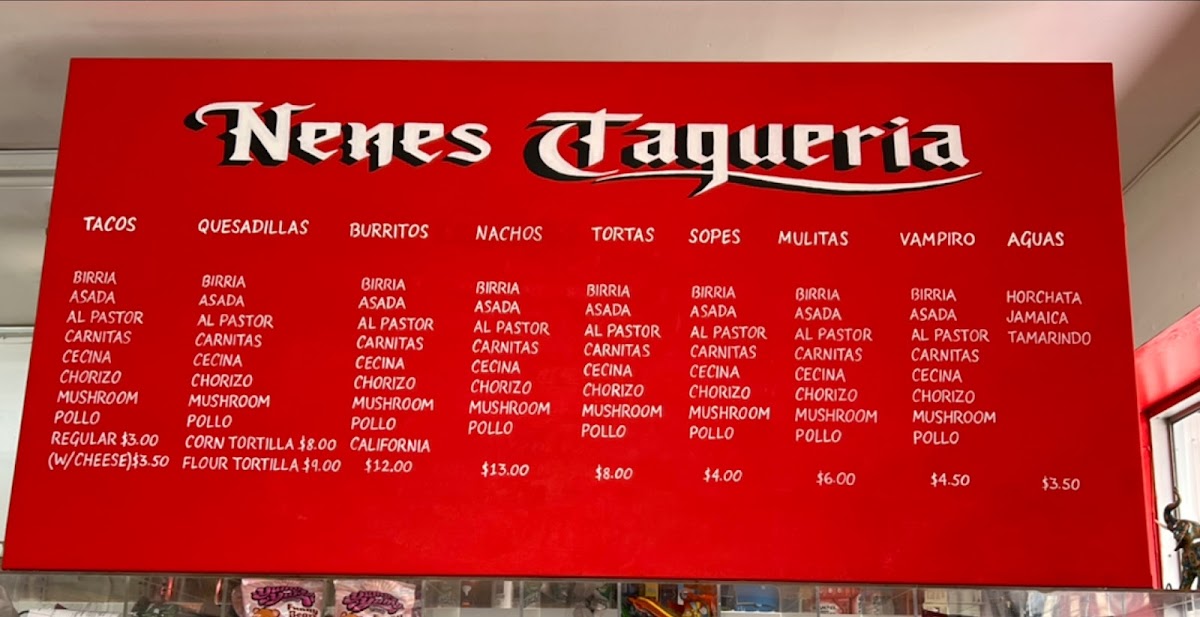 Nenes Taqueria
TACOS
BIRRIA
ASADA
AL PASTOR
CARNITAS
CECINA
CHORIZO
MUSHROOM
POLLO
REGULAR $3.00
(W/CHEESE)$3.50
QUESADILLAS
BIRRIA
ASADA
AL PASTOR
CARNITAS
CECINA
CHORIZO
MUSHROOM
POLLO
CORN TORTILLA $8.00
FLOUR TORTILLA $9.00
BURRITOS
BIRRIA
ASADA
AL PASTOR
CARNITAS
CECINA
CHORIZO
MUSHROOM
POLLO
CALIFORNIA
$12.00
NACHOS
BIRRIA
ASADA
AL PASTOR
CARNITAS
CECINA
CHORIZO
MUSHROOM
POLLO
$13.00
TORTAS
BIRRIA
ASADA
AL PASTOR
CARNITAS
CECINA
CHORIZO
MUSHROOM
POLLO
$8.00
SOPES
BIRRIA
ASADA
AL PASTOR
CARNITAS
CECINA
CHORIZO
MUSHROOM
POLLO
$4.00
MULITAS
BIRRIA
ASADA
AL PASTOR
CARNITAS
CECINA
CHORIZO
MUSHROOM
POLLO
$6.00
VAMPIRO
BIRRIA
ASADA
AL PASTOR
CARNITAS
CECINA
CHORIZO
MUSHROOM
POLLO
$4.50
AGUAS
HORCHATA
JAMAICA
TAMARINDO
$3.50